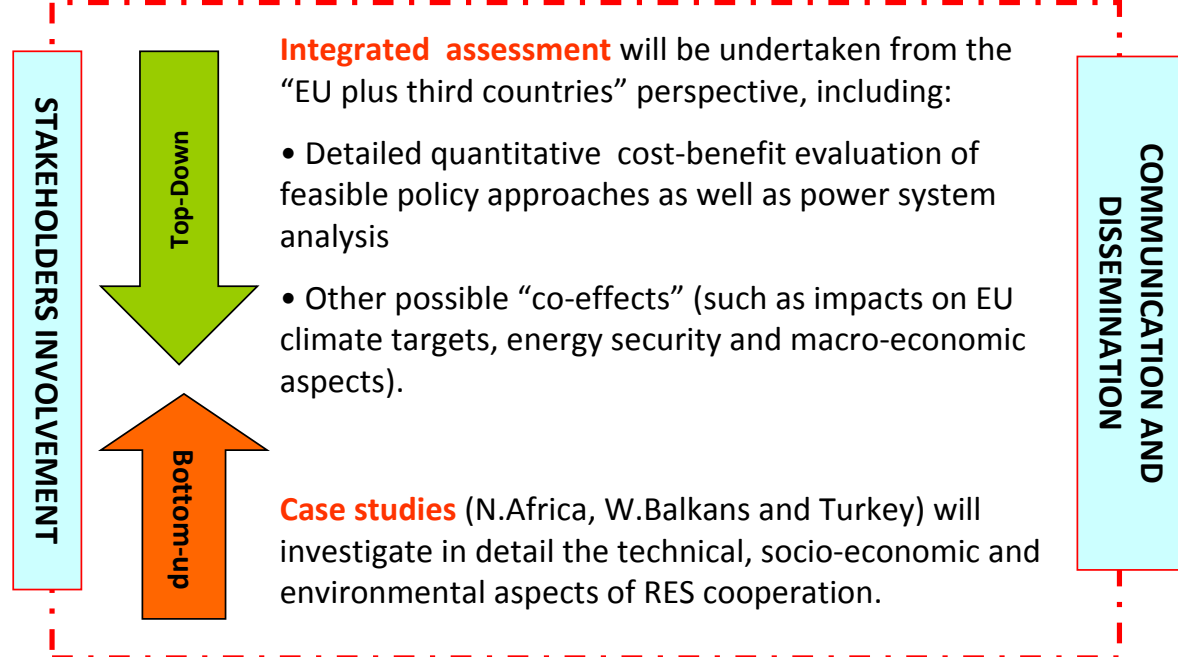 STAKEHOLDERS INVOLVEMENT
Top-Down
Bottom-up
Integrated  assessment will be undertaken from the
“EU plus third countries” perspective, including:
• Detailed quantitative  cost-benefit evaluation of
feasible policy approaches as well as power system
analysis
• Other possible “co-effects” (such as impacts on EU
climate targets, energy security and macro-economic
aspects).
Case studies (N.Africa, W.Balkans and Turkey) will
investigate in detail the technical, socio-economic and
environmental aspects of RES cooperation.
COMMUNICATION AND
DISSEMINATION